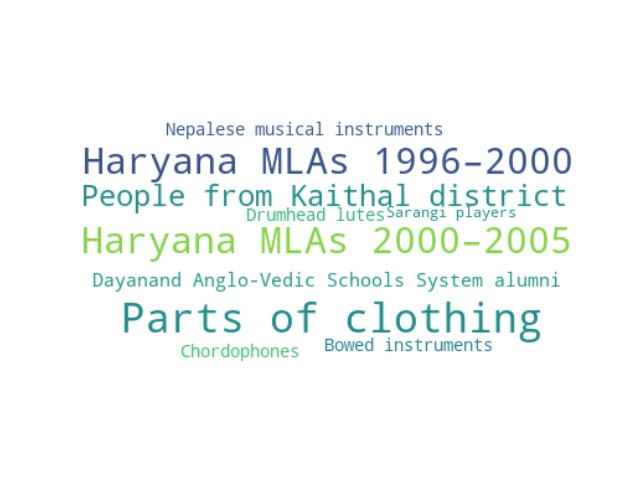 Nepalese musical instruments
Haryana MLAs 1996–2000
People from Kaithal district
Drumhead lutes
Sarangi players
Haryana MLAs 2000–2005
Dayanand Anglo-Vedic Schools System alumni
Parts of clothing
Bowed instruments
Chordophones